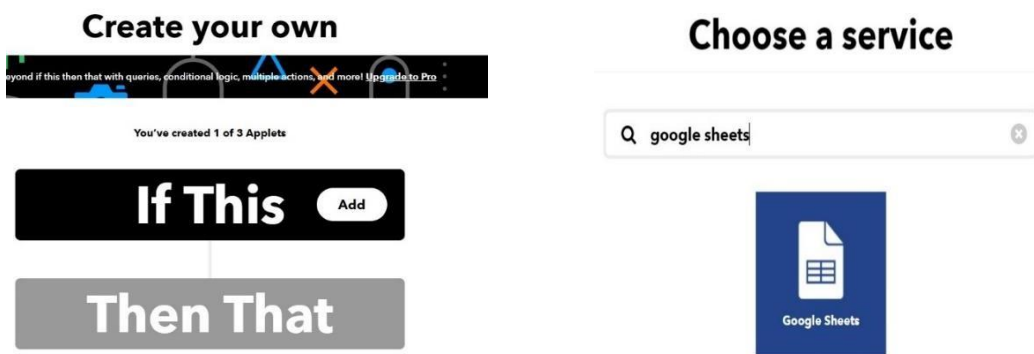 Create your own
eyond if this then that with queries, conditional logic, multiple actions, and more! Upgrade to Pro
You've created 1 of 3 Applets
If This
Add
Then That
Choose a service
google sheets
Google Sheets